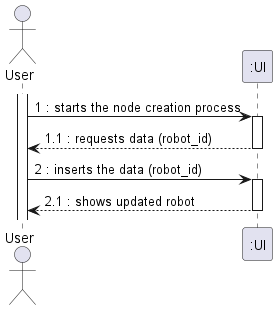 User
:UI
1 : starts the node creation process
1.1 : requests data (robot_id)
2 : inserts the data (robot_id)
2.1 : shows updated robot
User
:UI